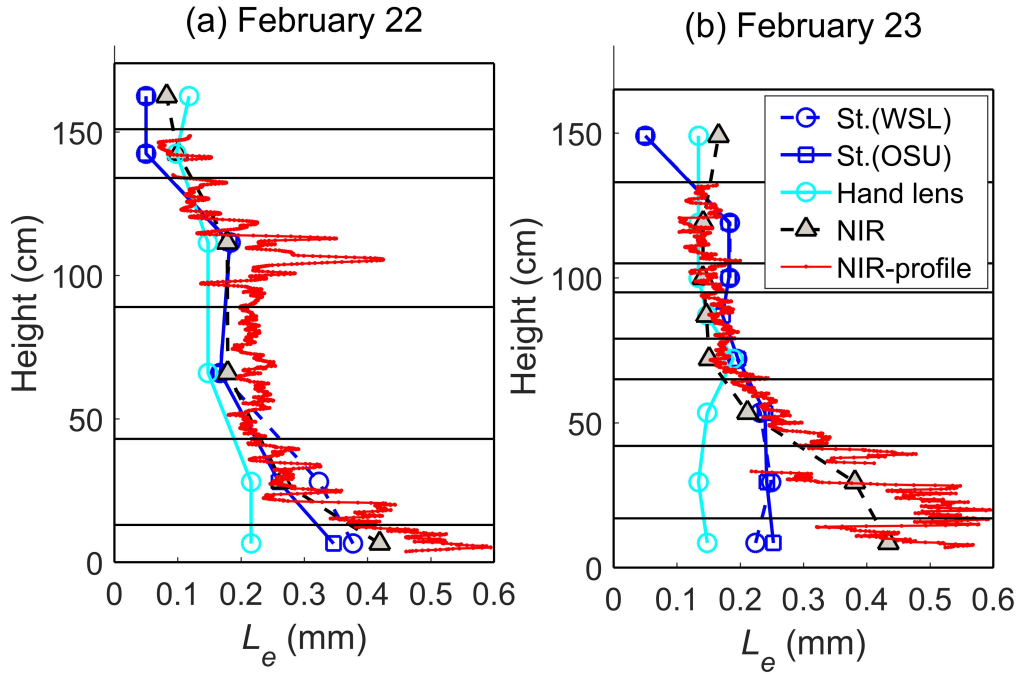 (a) February 22
Height (cm)
150
100
50
0
0 0.1 0.2 0.3 0.4 0.5 0.6
L_e (mm)
(b) February 23
Height (cm)
150
100
50
0
0 0.1 0.2 0.3 0.4 0.5 0.6
L_e (mm)
St.(WSL)
St.(OSU)
Hand lens
NIR
NIR-profile